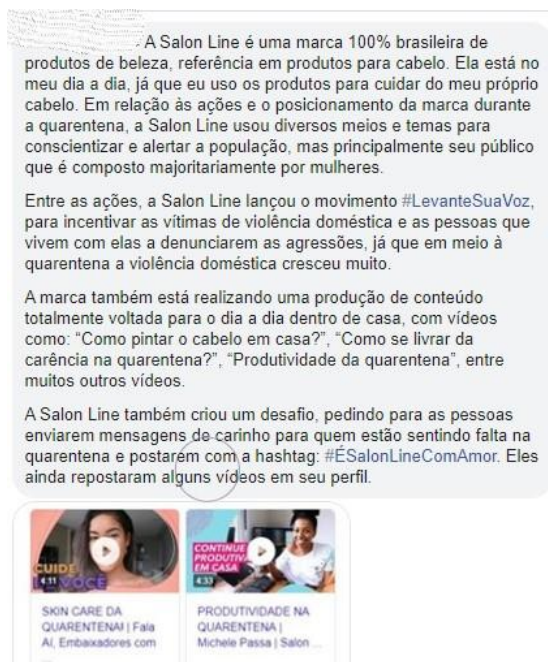 A Salon Line é uma marca 100% brasileira de
produtos de beleza, referência em produtos para cabelo. Ela está no
meu dia a dia, já que eu uso os produtos para cuidar do meu próprio
cabelo. Em relação às ações e o posicionamento da marca durante
a quarentena, a Salon Line usou diversos meios e temas para
conscientizar e alertar a população, mas principalmente seu público
que é composto majoritariamente por mulheres.
Entre as ações, a Salon Line lançou o movimento #LevanteSuaVoz,
para incentivar as vítimas de violência doméstica e as pessoas que
vivem com elas a denunciarem as agressões, já que em meio à
quarentena a violência doméstica cresceu muito.
A marca também está realizando uma produção de conteúdo
totalmente voltada para o dia a dia dentro de casa, com vídeos
como: “Como pintar o cabelo em casa?”, “Como se livrar da
carência na quarentena?”, “Produtividade da quarentena”, entre
muitos outros vídeos.
A Salon Line também criou um desafio, pedindo para as pessoas
enviarem mensagens de carinho para quem estão sentindo falta na
quarentena e postarem com a hashtag: #ÉSalonLineComAmor. Eles
ainda repostaram alguns vídeos em seu perfil.
CUIDE
DE VOCÊ
4:11
CONTINUE
PRODUTIVA
EM CASA
4:33
SKIN CARE DA
QUARENTENA! | Fala
Aí, Embaixadores com
...
PRODUTIVIDADE NA
QUARENTENA |
Michele Passa | Salon ...